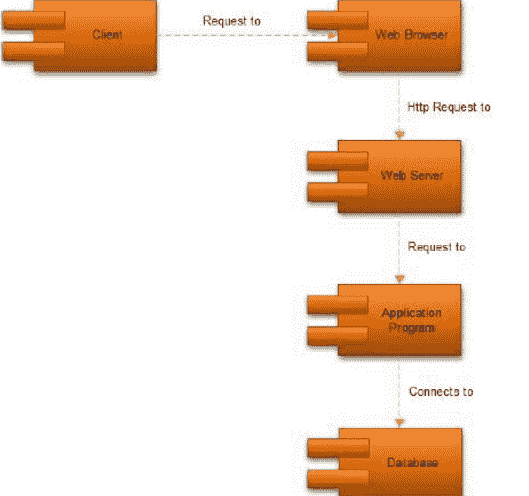 Client
Request to
Web Browser
Http Request to
Web Server
Request to
Application
Program
Connects to
Database